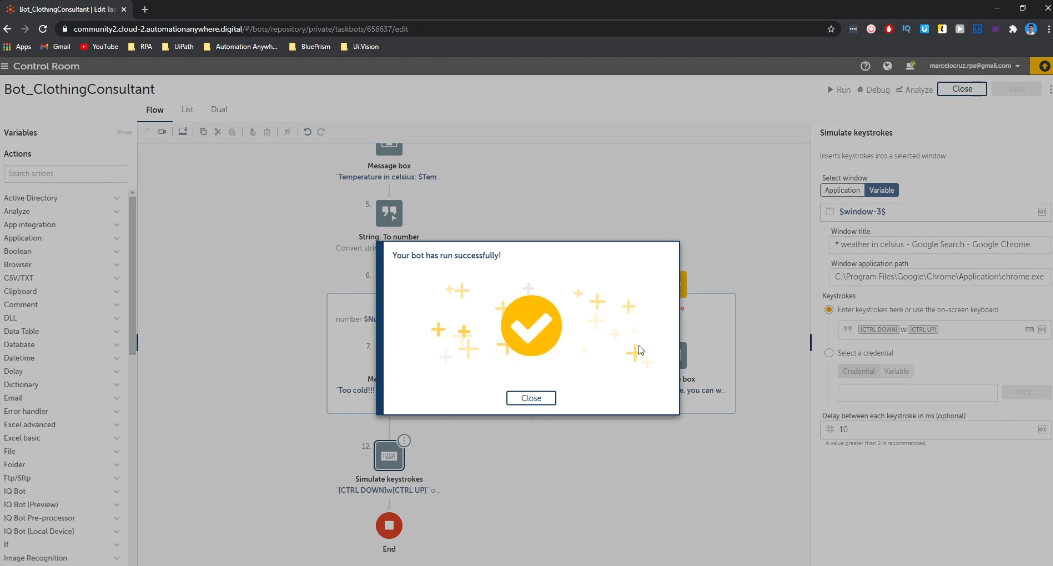 Bot_ClothingConsultant | Edit Tas
community2.cloud-2.automationanywhere.digital/#/bots/repository/private/taskbots/656637/edit
Apps Gmail YouTube RPA UiPath Automation Anywh... BluePrism Ui.Vision
Control Room
marcelocruz.rpa@gmail.com
Bot_ClothingConsultant
Run Debug Analyze Close Save
Flow List Dual
Variables Show
Actions
Search actions
Active Directory
Analyze
App integration
Application
Boolean
Browser
CSV/TXT
Clipboard
Comment
DLL
Data Table
Database
Datetime
Delay
Dictionary
Email
Error handler
Excel advanced
Excel basic
File
Folder
Ftp/Sftp
IQ Bot
IQ Bot [Preview]
IQ Bot Pre-processor
IQ Bot [Local Device]
If
Image Recognition
Message box
"Temperature in celsius: $Tem...
5.
String: To number
Convert stri
6.
number $Nu
7.
Me
"Too cold!!!
box
e, you can w...
12.
Simulate keystrokes
"[CTRL DOWN]w[CTRL UP]" o...
End
Your bot has run successfully!
Close
Simulate keystrokes
Inserts keystrokes into a selected window
Select window
Application Variable
$window-3$
Window title
* weather in celsius - Google Search - Google Chrome
Window application path
C:\Program Files\Google\Chrome\Application\chrome.exe
Keystrokes
Enter keystrokes here or use the on-screen keyboard
[CTRL DOWN] w [CTRL UP]
Select a credential
Credential Variable
Pick...
Delay between each keystroke in ms (optional)
# 10
A value greater than 2 is recommended.